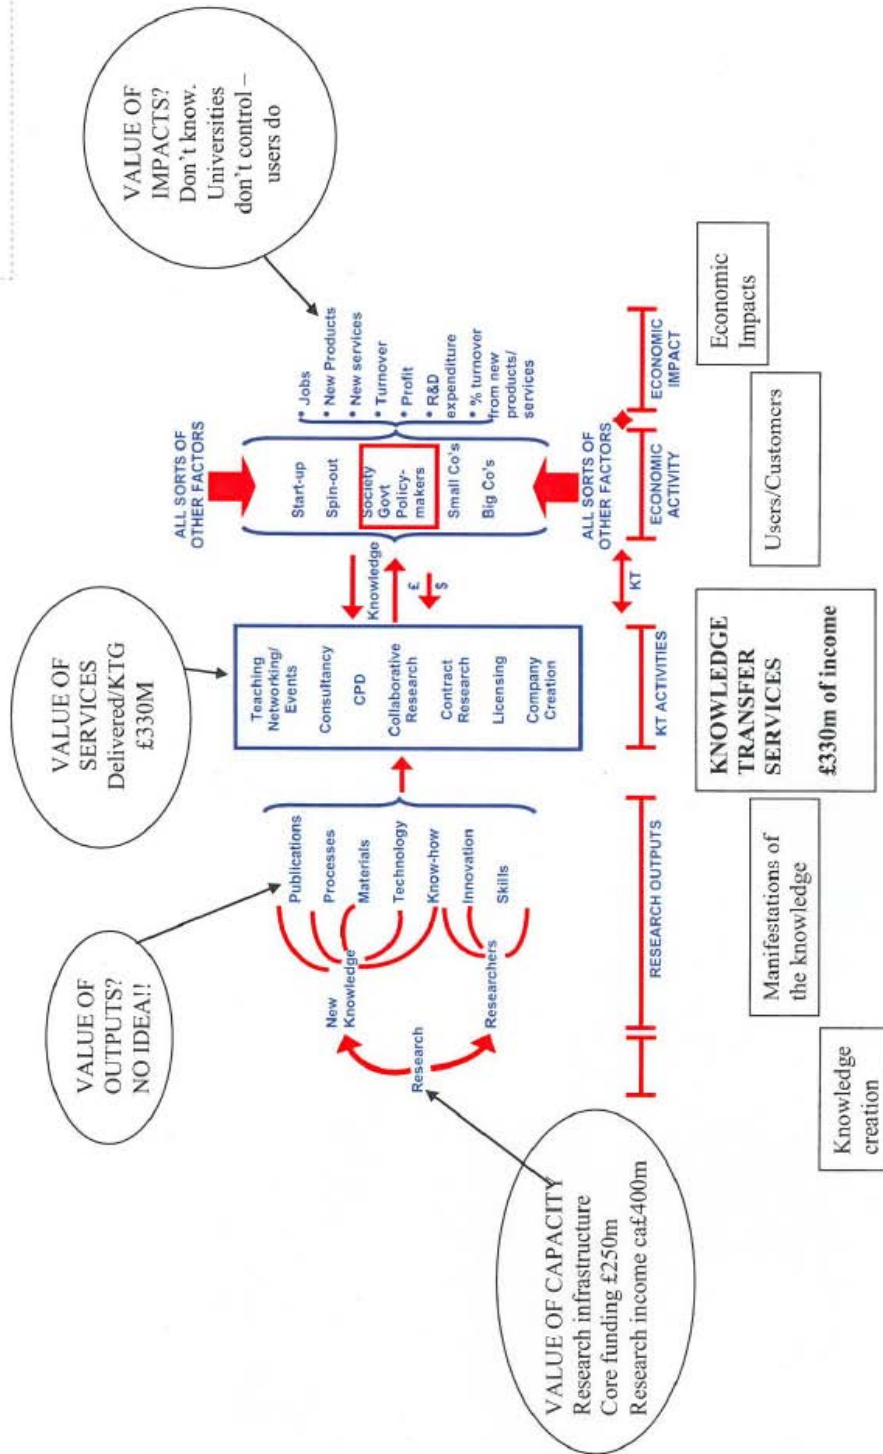 VALUE OF
OUTPUTS?
NO IDEA!!
VALUE OF
SERVICES
Delivered/KTG
£330M
VALUE OF
IMPACTS?
Don't know.
Universities
don't control –
users do
VALUE OF CAPACITY
Research infrastructure
Core funding £250m
Research income ca£400m
Research
New
Knowledge
Researchers
Publications
Processes
Materials
Technology
Know-how
Innovation
Skills
Teaching
Networking/
Events
Consultancy
CPD
Collaborative
Research
Contract
Research
Licensing
Company
Creation
Knowledge
£
$
ALL SORTS OF
OTHER FACTORS
Start-up
Spin-out
Society
Govt
Policy-
makers
Small Co's
Big Co's
ALL SORTS OF
OTHER FACTORS
* Jobs
* New Products
* New services
* Turnover
* Profit
* R&D
expenditure
* % turnover
from new
products/
services
RESEARCH OUTPUTS
KT ACTIVITIES
KT
ECONOMIC
ACTIVITY
ECONOMIC
IMPACT
Knowledge
creation
Manifestations of
the knowledge
KNOWLEDGE
TRANSFER
SERVICES
£330m of income
Users/Customers
Economic
Impacts